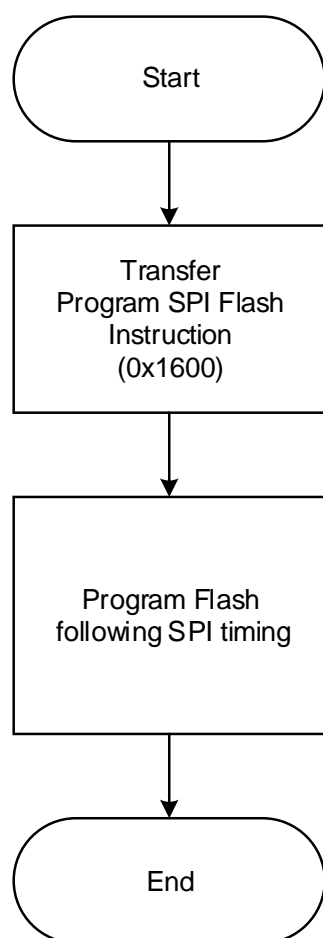 Start
Transfer
Program SPI Flash
Instruction
(0x1600)
Program Flash
following SPI timing
End